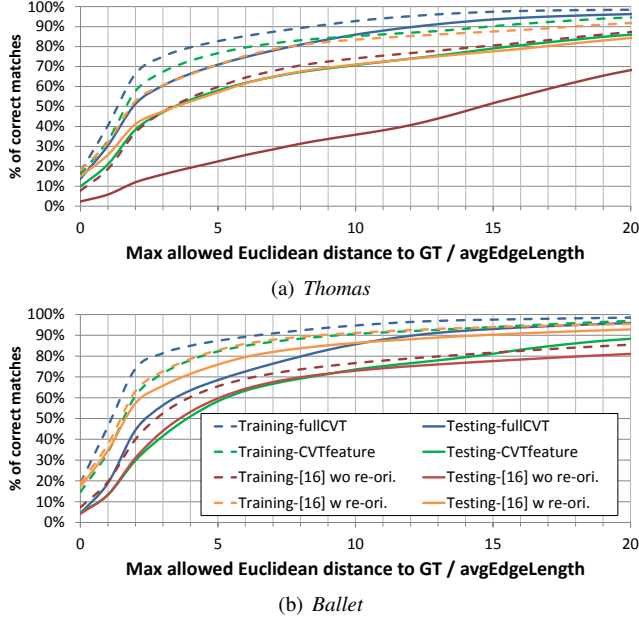 100%
90%
80%
70%
60%
50%
40%
30%
20%
10%
0%
% of correct matches
0 5 10 15 20
Max allowed Euclidean distance to GT / avgEdgeLength
(a) Thomas
100%
90%
80%
70%
60%
50%
40%
30%
20%
10%
0%
% of correct matches
Training-fullCVT Testing-fullCVT
Training-CVTfeature Testing-CVTfeature
Training-[16] wo re-ori. Testing-[16] wo re-ori.
Training-[16] w re-ori. Testing-[16] w re-ori.
0 5 10 15 20
Max allowed Euclidean distance to GT / avgEdgeLength
(b) Ballet